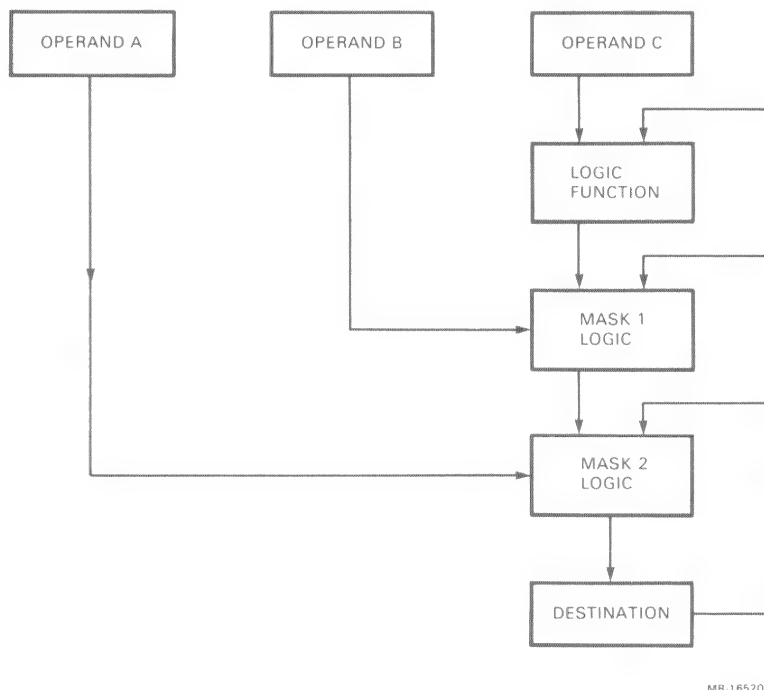 OPERAND A
OPERAND B
OPERAND C
LOGIC
FUNCTION
MASK 1
LOGIC
MASK 2
LOGIC
DESTINATION
MR-16520